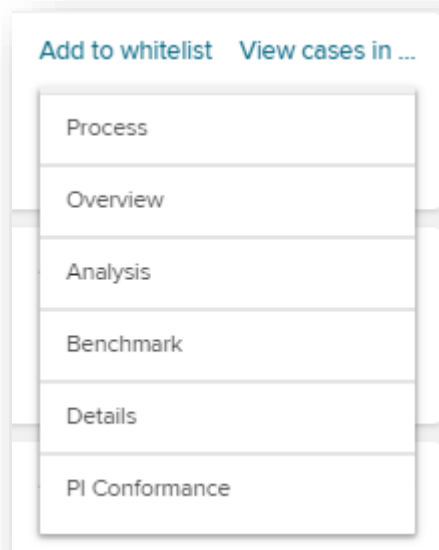 Add to whitelist View cases in ...
Process
Overview
Analysis
Benchmark
Details
PI Conformance